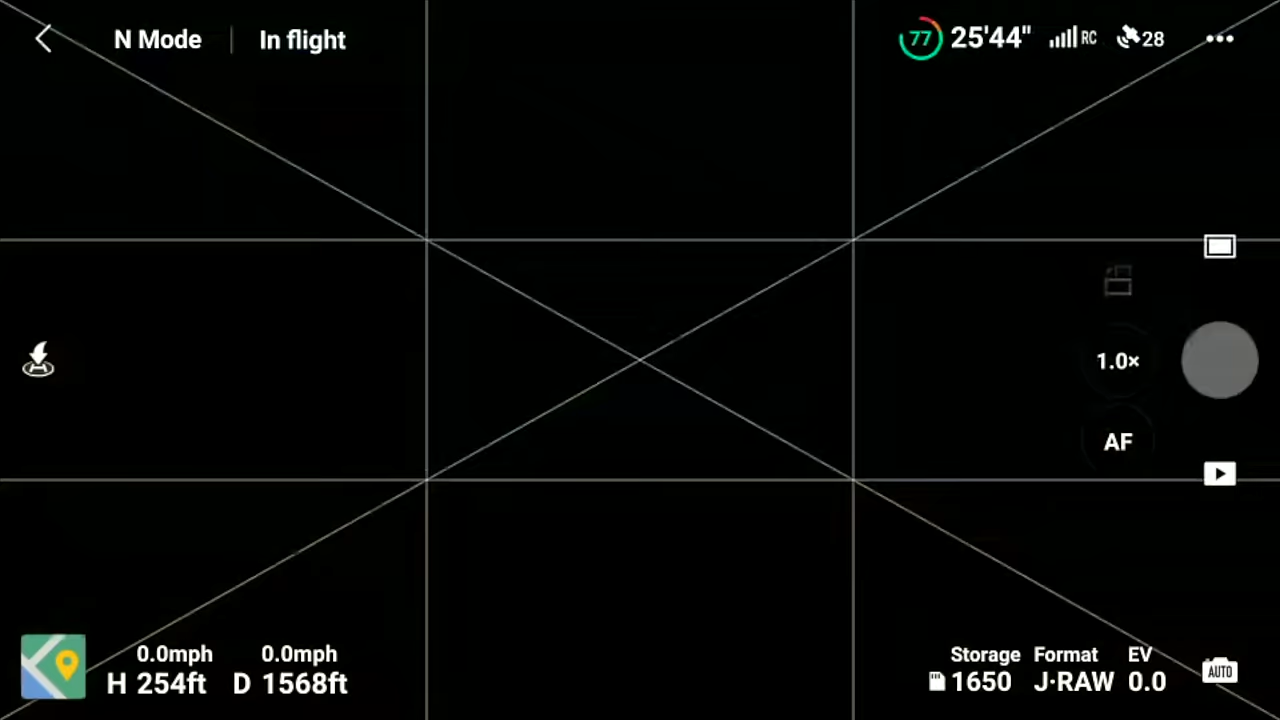 N Mode In flight 77 25'44" RC 28
1.0×
AF
0.0mph 0.0mph
H 254ft D 1568ft
Storage Format EV
1650 J·RAW 0.0
AUTO